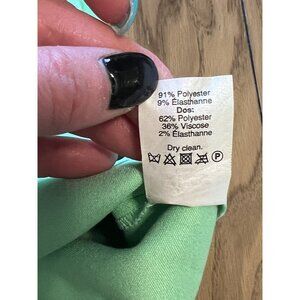 91% Polyester
9% Élasthanne
Dos:
62% Polyester
36% Viscose
2% Élasthanne
Dry clean.
P